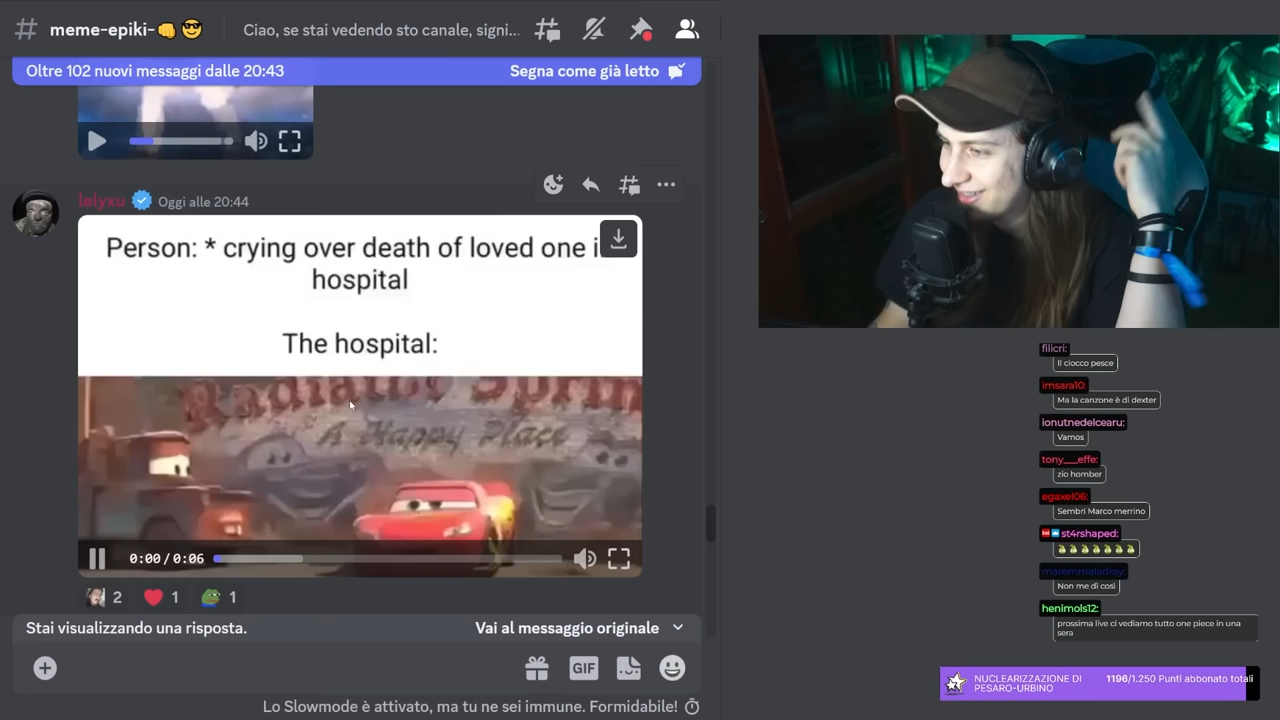 meme-epiki-👊😎
Ciao, se stai vedendo sto canale, signi...
Oltre 102 nuovi messaggi dalle 20:43
Segna come già letto
lelyxu
Oggi alle 20:44
Person: * crying over death of loved one i
hospital
The hospital:
Radiator Sprin
A Happy Place
0:00 / 0:06
2
1
1
Stai visualizzando una risposta.
Vai al messaggio originale
GIF
Lo Slowmode è attivato, ma tu ne sei immune. Formidabile!
filicri:
Il ciocco pesce
imsara10:
Ma la canzone è di dexter
ionutnedelcearu:
Vamos
tony___effe:
zio homber
egaxel06:
Sembri Marco merrino
st4rshaped:
🍐🍐🍐🍐🍐🍐🍐
maremmaladray:
Non me di così
henimols12:
prossima live ci vediamo tutto one piece in una
sera
NUCLEARIZZAZIONE DI
PESARO-URBINO
1196/1.250 Punti abbonato totali